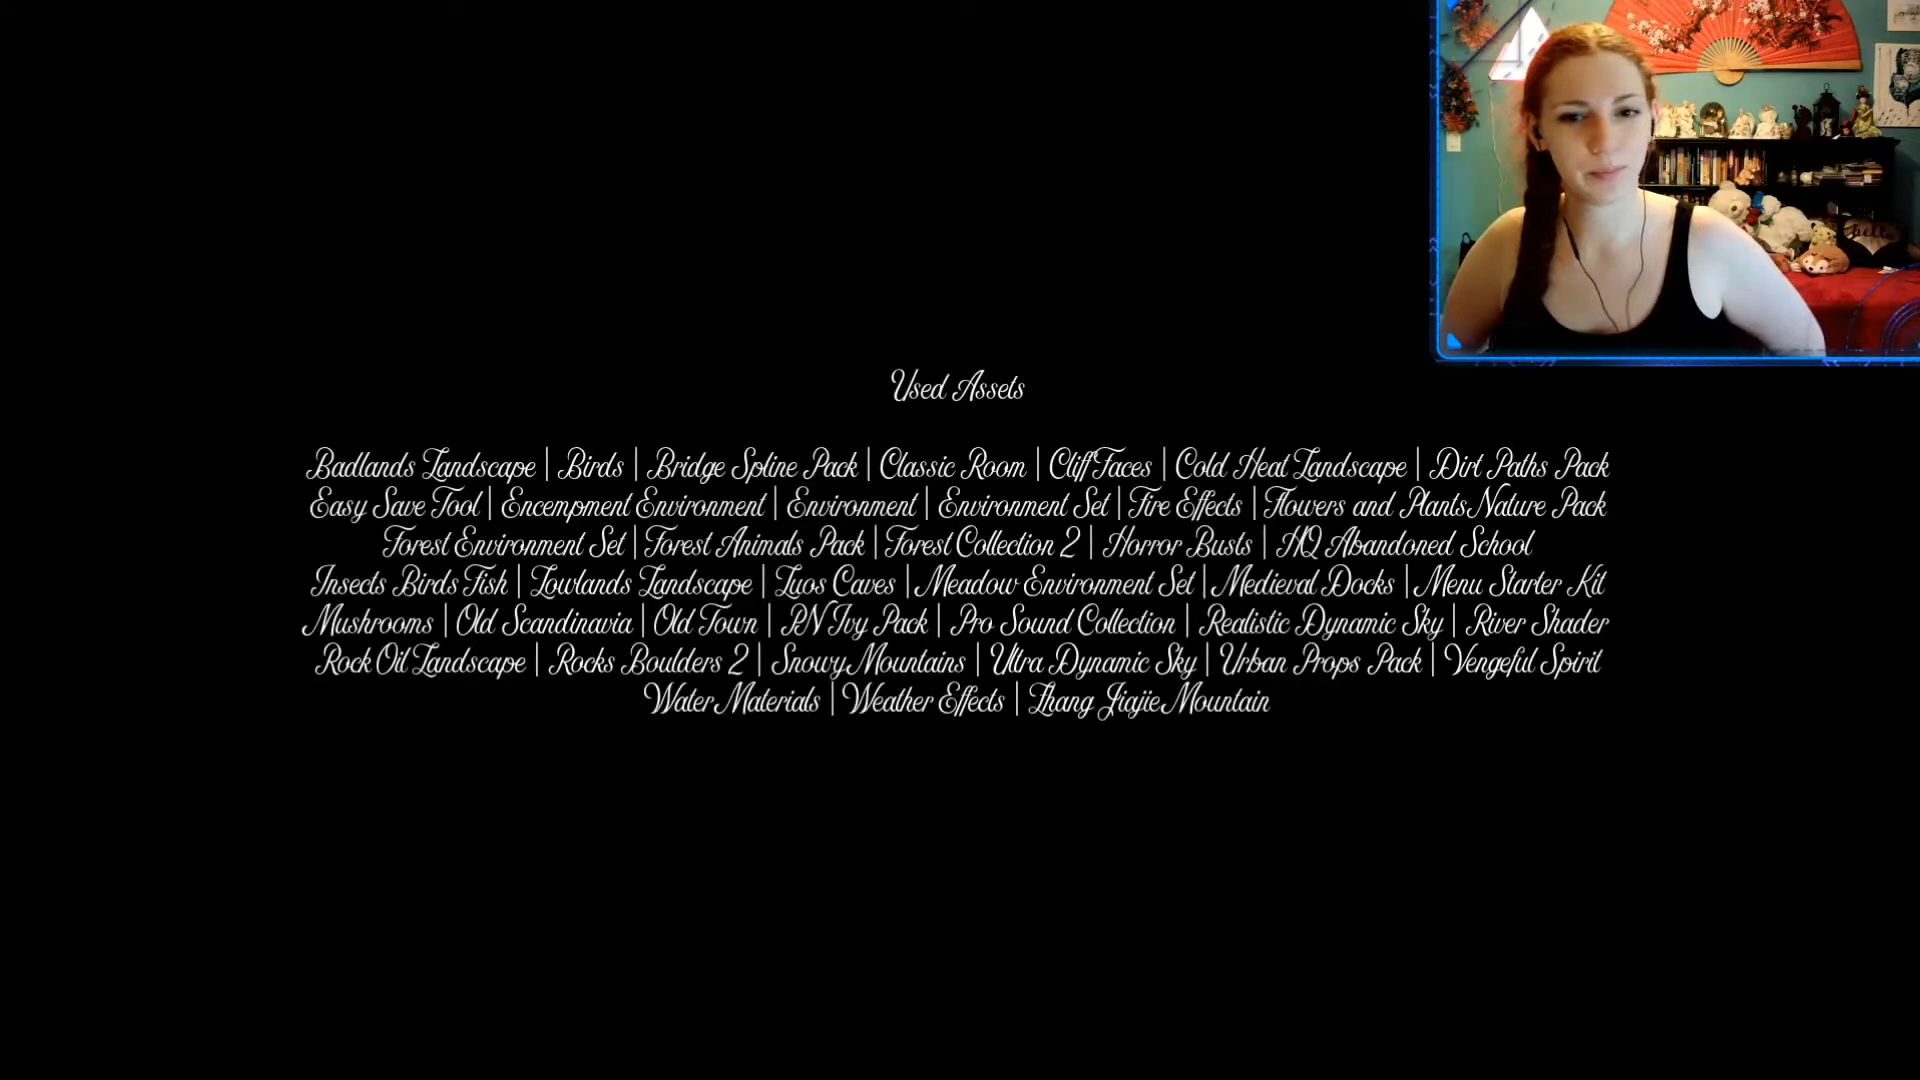 Used Assets
Badlands Landscape | Birds | Bridge Spline Pack | Classic Room | Cliff Faces | Cold Heat Landscape | Dirt Paths Pack
Easy Save Tool | Encempment Environment | Environment | Environment Set | Fire Effects | Flowers and Plants Nature Pack
Forest Environment Set | Forest Animals Pack | Forest Collection 2 | Horror Busts | HQ Abandoned School
Insects Birds Fish | Lowlands Landscape | Luos Caves | Meadow Environment Set | Medieval Docks | Menu Starter Kit
Mushrooms | Old Scandinavia | Old Town | PN Ivy Pack | Pro Sound Collection | Realistic Dynamic Sky | River Shader
Rock Oil Landscape | Rocks Boulders 2 | Snowy Mountains | Ultra Dynamic Sky | Urban Props Pack | Vengeful Spirit
Water Materials | Weather Effects | Zhang Jiajie Mountain
hello